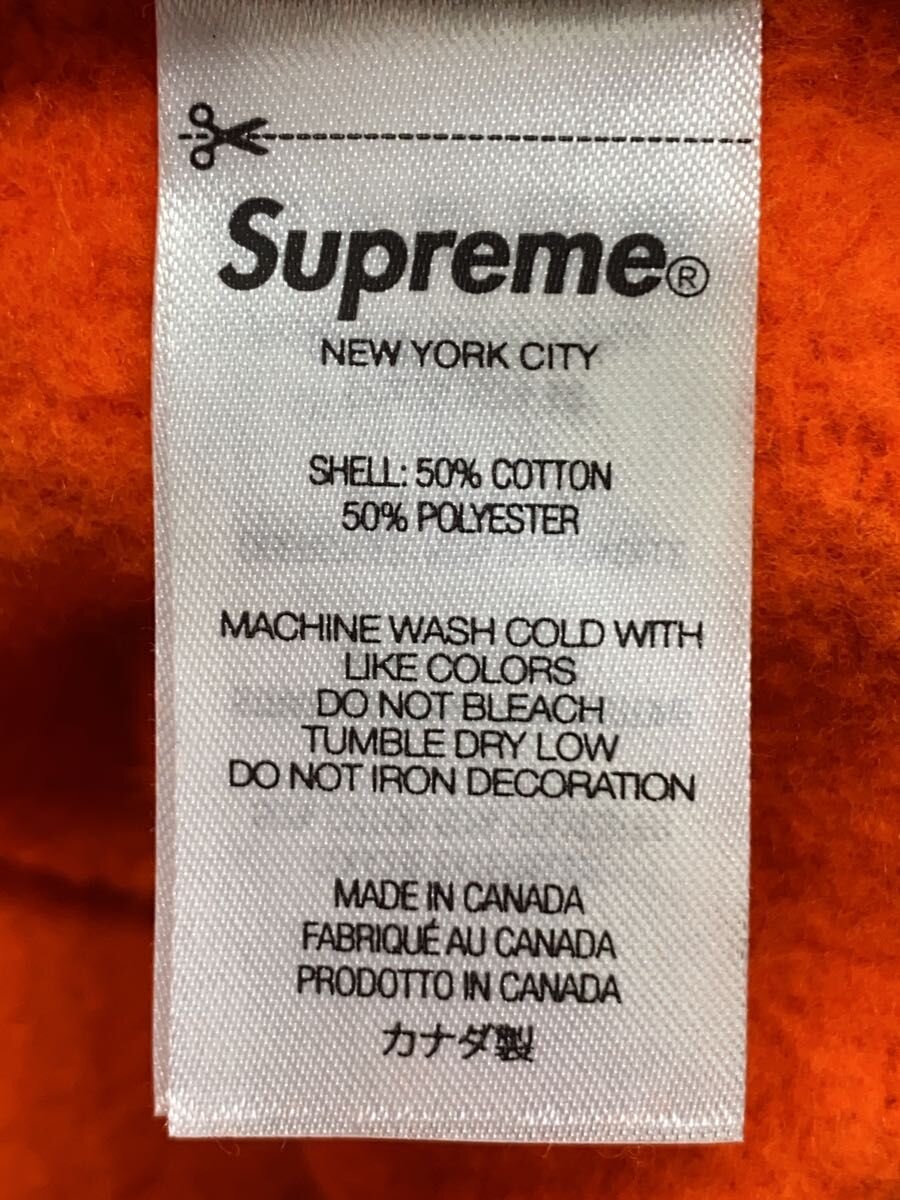 Supreme®
NEW YORK CITY
SHELL: 50% COTTON
50% POLYESTER
MACHINE WASH COLD WITH
LIKE COLORS
DO NOT BLEACH
TUMBLE DRY LOW
DO NOT IRON DECORATION
MADE IN CANADA
FABRIQUÉ AU CANADA
PRODOTTO IN CANADA
カナダ製